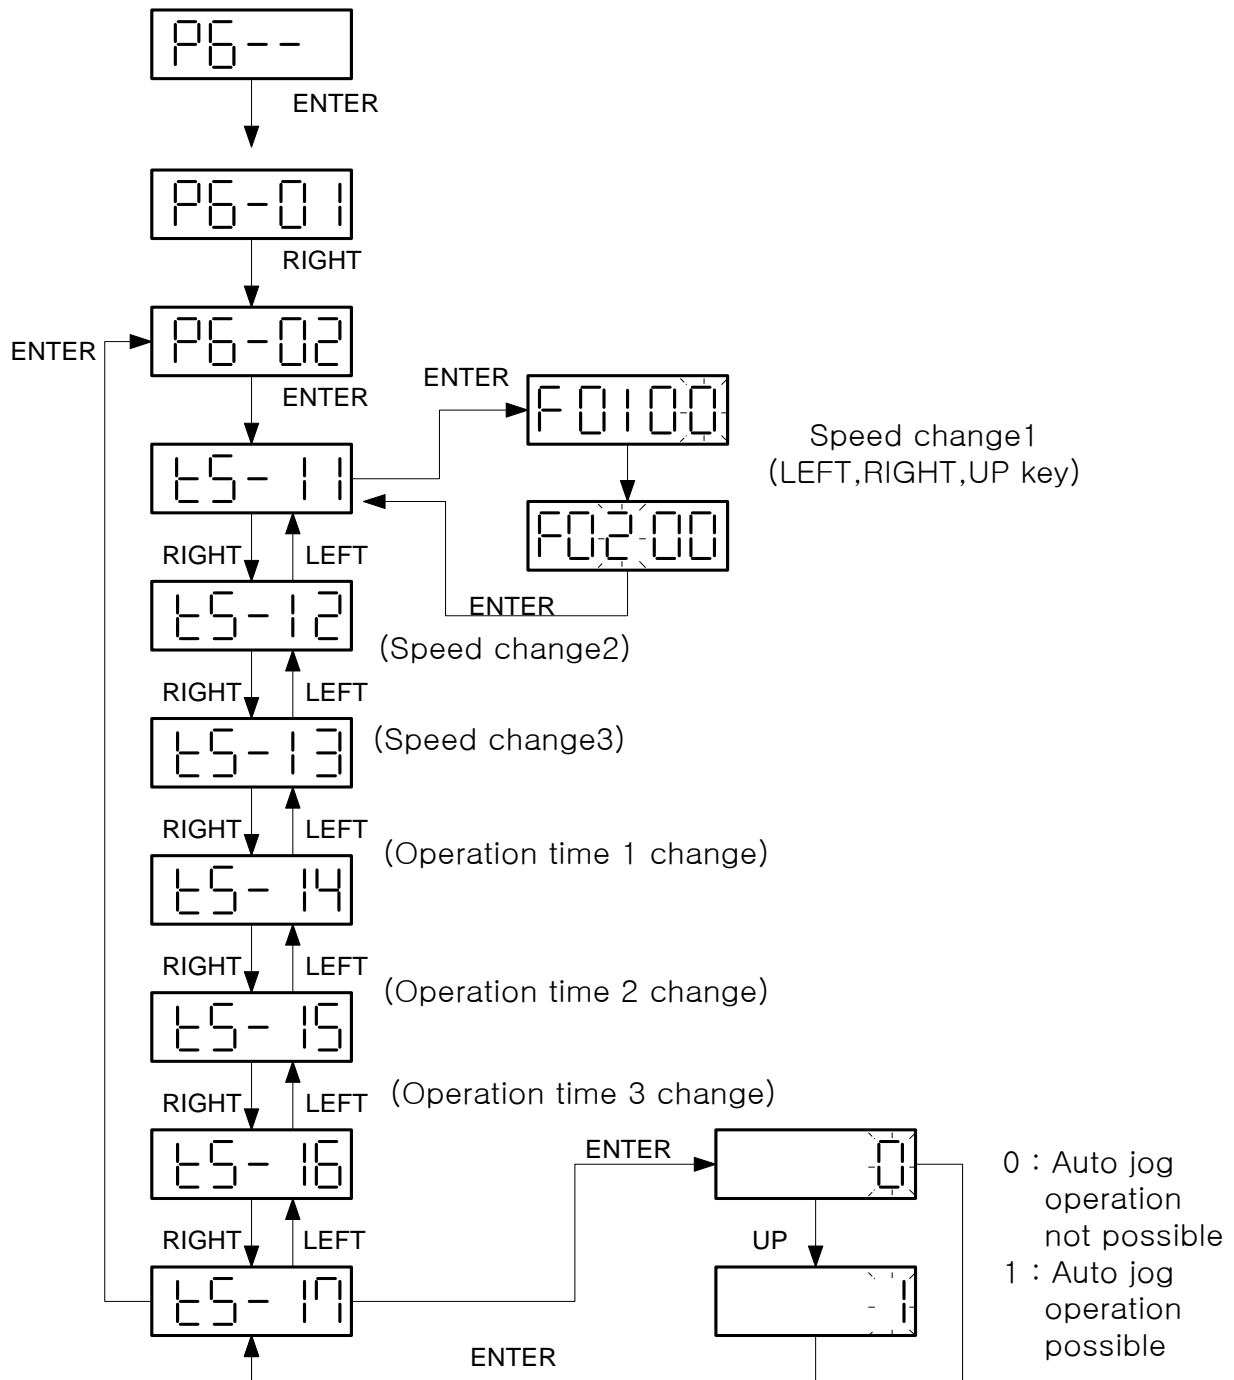 P6--
ENTER
P6-01
RIGHT
P6-02
ENTER
ENTER
ENTER
F0100
Speed change1
(LEFT,RIGHT,UP key)
tS-11
F0200
RIGHT
LEFT
ENTER
tS-12
(Speed change2)
RIGHT
LEFT
tS-13
(Speed change3)
RIGHT
LEFT
(Operation time 1 change)
tS-14
RIGHT
LEFT
(Operation time 2 change)
tS-15
RIGHT
LEFT
(Operation time 3 change)
tS-16
ENTER
0
0 : Auto jog
operation
not possible
RIGHT
LEFT
UP
1 : Auto jog
operation
possible
tS-17
1
ENTER